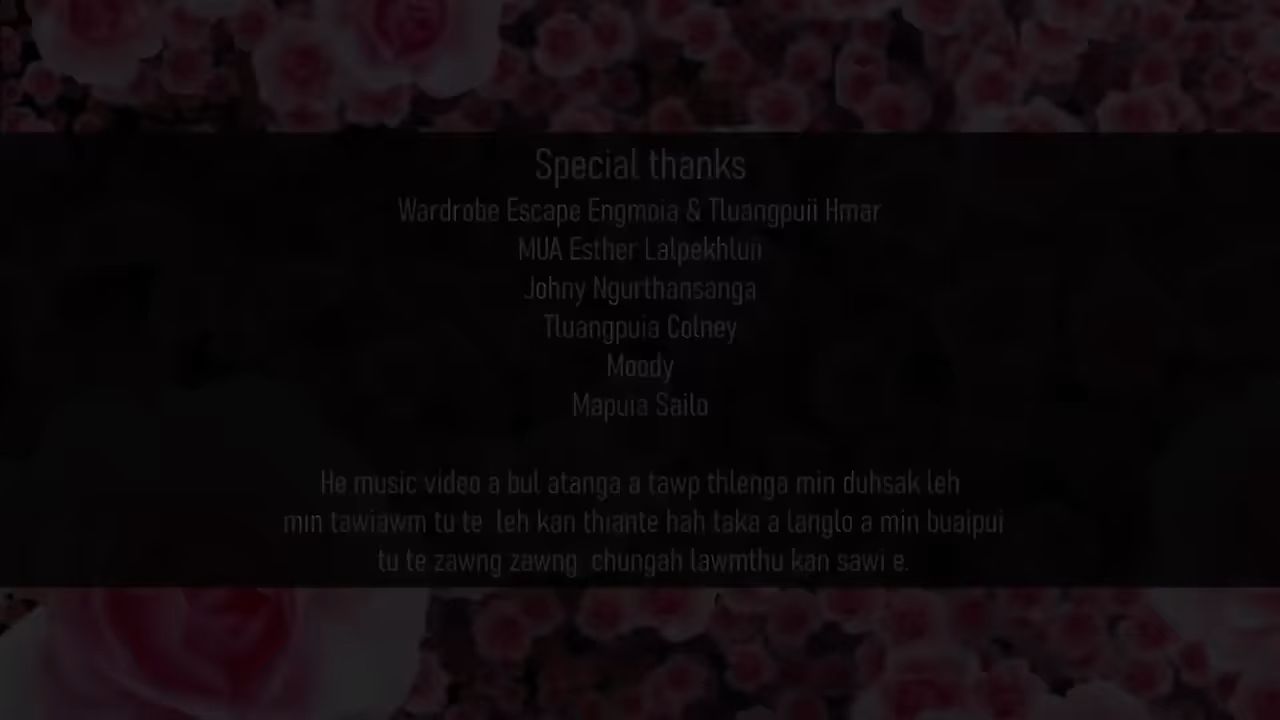 Special thanks
Wardrobe Escape Engmoia & Tluangpuii Hmar
MUA Esther Lalpekhluii
Johny Ngurthansanga
Tluangpuia Colney
Moody
Mapuia Sailo
He music video a bul atanga a tawp thlenga min duhsak leh
min tawiawm tu te leh kan thiante hah taka a langlo a min buaipui
tu te zawng zawng chungah lawmthu kan sawi e.